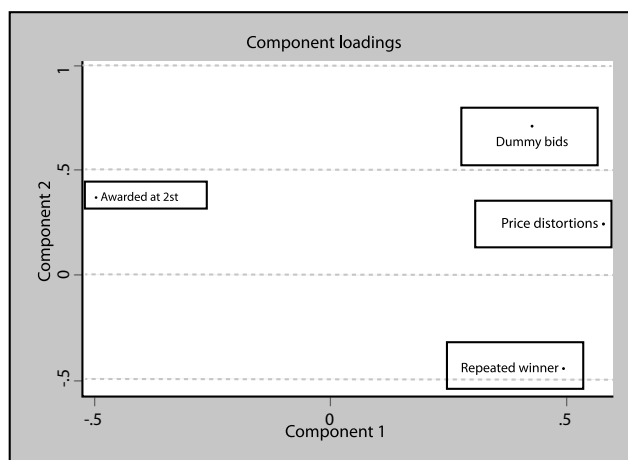 Component loadings
1
Dummy bids
.5
Awarded at 2st
Price distortions
Component 2
0
Repeated winner
-.5
-.5 0 .5
Component 1